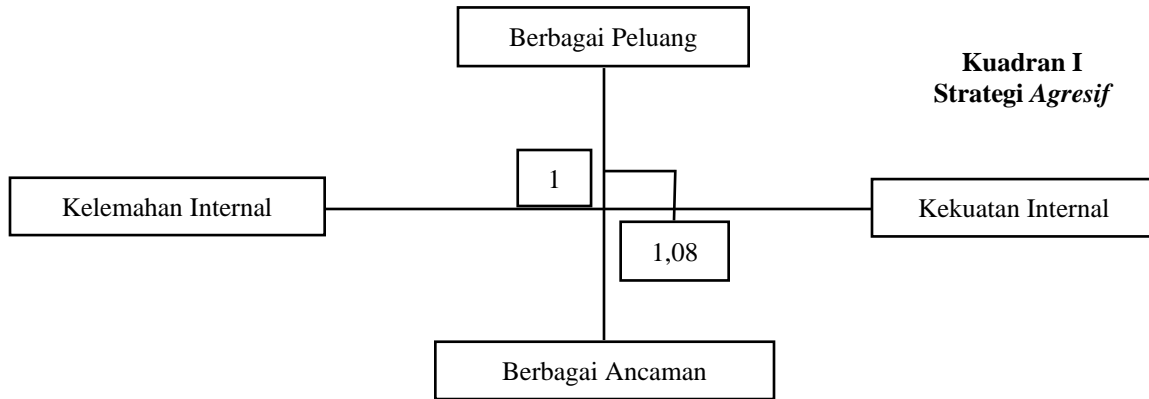 Berbagai Peluang
Kuadran I
Strategi Agresif
1
Kelemahan Internal
Kekuatan Internal
1,08
Berbagai Ancaman